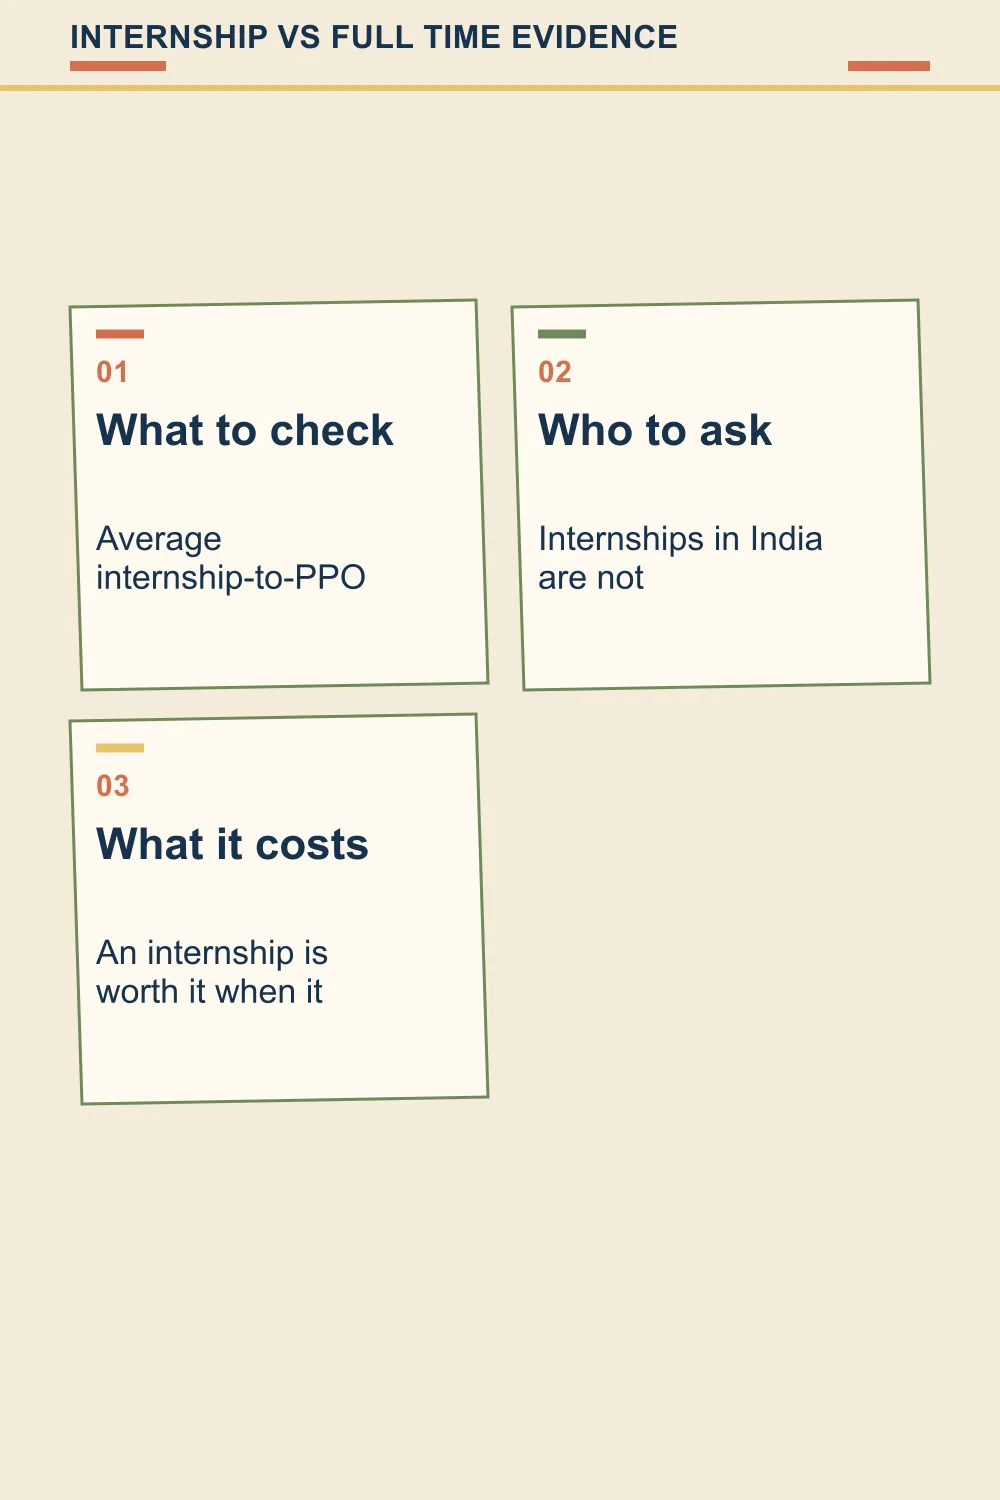 INTERNSHIP VS FULL TIME EVIDENCE
01
What to check
Average
internship-to-PPO
02
Who to ask
Internships in India
are not
03
What it costs
An internship is
worth it when it